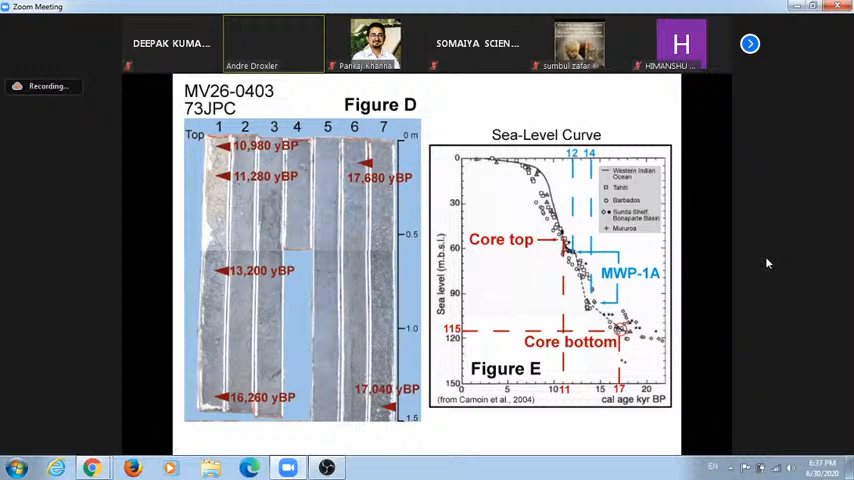 Zoom Meeting
DEEPAK KUMA...
Andre Droxler
Pankaj Khanna
SOMAIYA SCIEN...
sumbul zafar
H
HIMANSHU ...
Recording...
MV26-0403
73JPC
Figure D
Top 1 2 3 4 5 6 7
0 m
10,980 yBP
11,280 yBP
17,680 yBP
0.5
13,200 yBP
1.0
17,040 yBP
16,260 yBP
1.5
Sea-Level Curve
12 14
0
30
60
90
115
120
150
Sea level (m.b.s.l.)
Western Indian
Ocean
Tahiti
Barbados
Sunda Shelf,
Bonaparte Basin
Mururoa
Core top
MWP-1A
Core bottom
Figure E
0 5 10 11 15 17 20
(from Camoin et al., 2004)
cal age kyr BP
EN
6:37 PM
6/30/2020